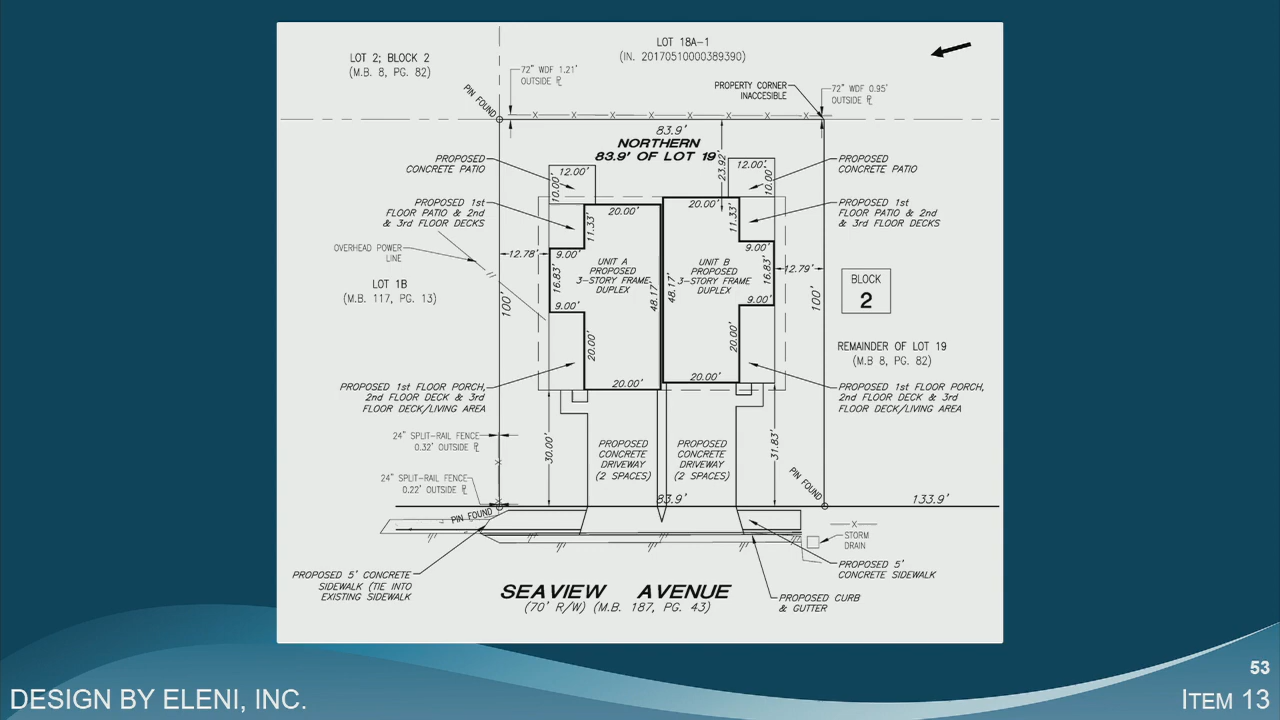 LOT 18A-1
(IN. 20170510000389390)
LOT 2; BLOCK 2
(M.B. 8, PG. 82)
72" WDF 1.21'
OUTSIDE PL
PIN FOUND
PROPERTY CORNER
INACCESIBLE
72" WDF 0.95'
OUTSIDE PL
83.9'
NORTHERN
83.9' OF LOT 19
23.92'
PROPOSED
CONCRETE PATIO
12.00'
10.00'
12.00'
10.00'
PROPOSED
CONCRETE PATIO
PROPOSED 1st
FLOOR PATIO & 2nd
& 3rd FLOOR DECKS
20.00'
11.33'
20.00'
11.33'
PROPOSED 1st
FLOOR PATIO & 2nd
& 3rd FLOOR DECKS
OVERHEAD POWER
LINE
12.78'
9.00'
9.00'
12.79'
LOT 1B
(M.B. 117, PG. 13)
100'
16.83'
UNIT A
PROPOSED
3-STORY FRAME
DUPLEX
48.17'
48.17'
UNIT B
PROPOSED
3-STORY FRAME
DUPLEX
16.83'
100'
BLOCK
2
9.00'
9.00'
20.00'
20.00'
REMAINDER OF LOT 19
(M.B 8, PG. 82)
PROPOSED 1st FLOOR PORCH,
2nd FLOOR DECK & 3rd
FLOOR DECK/LIVING AREA
20.00'
20.00'
PROPOSED 1st FLOOR PORCH,
2nd FLOOR DECK & 3rd
FLOOR DECK/LIVING AREA
24" SPLIT-RAIL FENCE
0.32' OUTSIDE PL
30.00'
PROPOSED
CONCRETE
DRIVEWAY
(2 SPACES)
PROPOSED
CONCRETE
DRIVEWAY
(2 SPACES)
31.83'
24" SPLIT-RAIL FENCE
0.22' OUTSIDE PL
PIN FOUND
83.9'
PIN FOUND
133.9'
STORM
DRAIN
PROPOSED 5' CONCRETE
SIDEWALK (TIE INTO
EXISTING SIDEWALK
PROPOSED 5'
CONCRETE SIDEWALK
SEAVIEW AVENUE
(70' R/W) (M.B. 187, PG. 43)
PROPOSED CURB
& GUTTER
53
DESIGN BY ELENI, INC.
ITEM 13